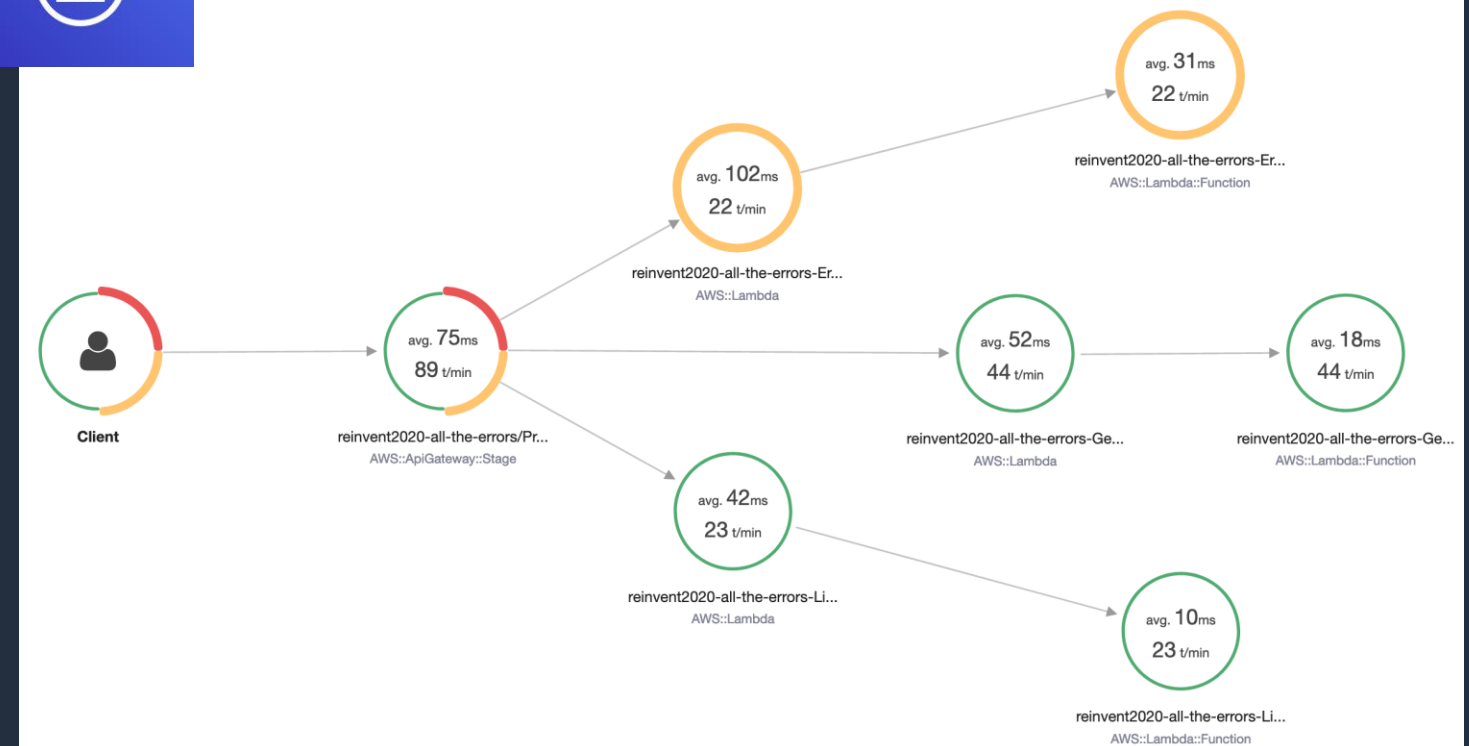 avg. 31ms
22 t/min
reinvent2020-all-the-errors-Er...
AWS::Lambda::Function
avg. 102ms
22 t/min
reinvent2020-all-the-errors-Er...
AWS::Lambda
Client
avg. 75ms
89 t/min
reinvent2020-all-the-errors/Pr...
AWS::ApiGateway::Stage
avg. 52ms
44 t/min
reinvent2020-all-the-errors-Ge...
AWS::Lambda
avg. 18ms
44 t/min
reinvent2020-all-the-errors-Ge...
AWS::Lambda::Function
avg. 42ms
23 t/min
reinvent2020-all-the-errors-Li...
AWS::Lambda
avg. 10ms
23 t/min
reinvent2020-all-the-errors-Li...
AWS::Lambda::Function